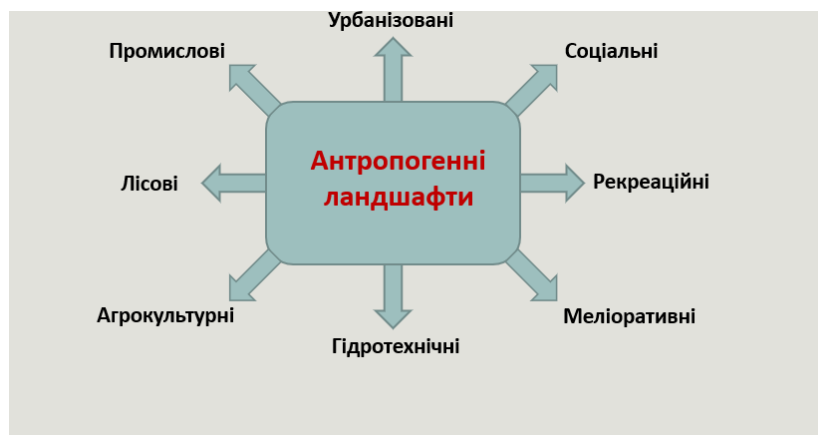 Урбанізовані
Промислові
Соціальні
Антропогенні
ландшафти
Лісові
Рекреаційні
Агрокультурні
Меліоративні
Гідротехнічні